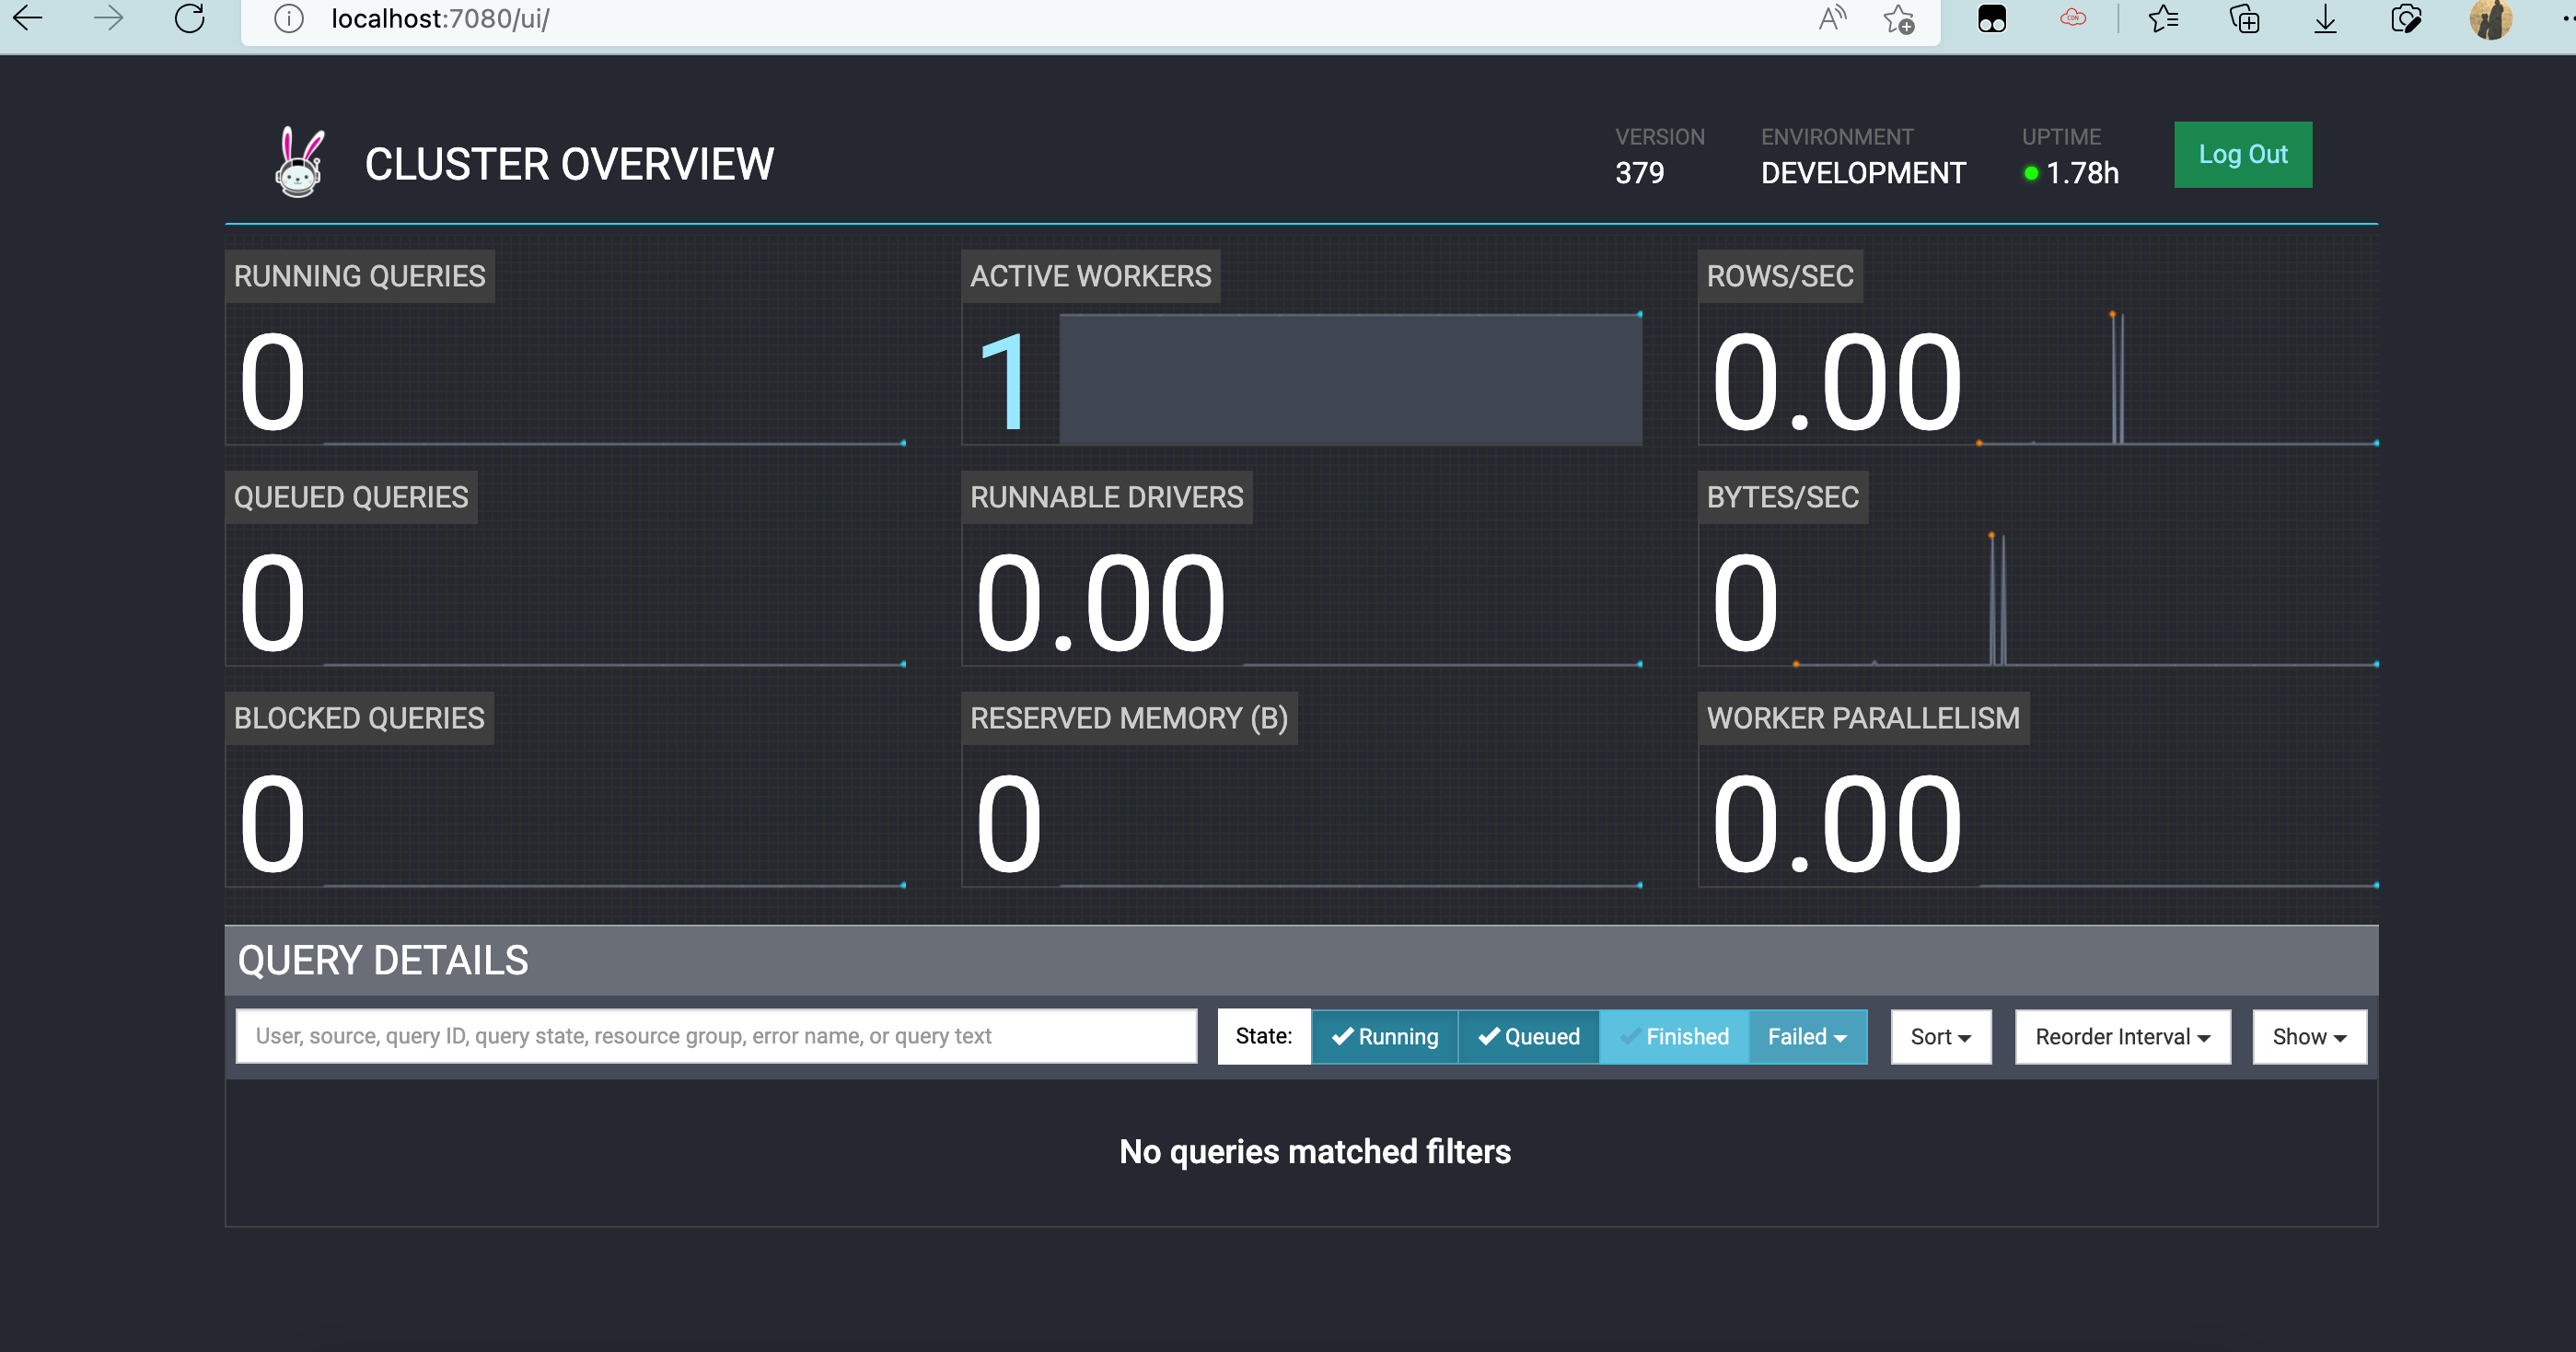 localhost:7080/ui/
CLUSTER OVERVIEW
VERSION
379
ENVIRONMENT
DEVELOPMENT
UPTIME
1.78h
Log Out
RUNNING QUERIES
0
ACTIVE WORKERS
1
ROWS/SEC
0.00
QUEUED QUERIES
0
RUNNABLE DRIVERS
0.00
BYTES/SEC
0
BLOCKED QUERIES
0
RESERVED MEMORY (B)
0
WORKER PARALLELISM
0.00
QUERY DETAILS
User, source, query ID, query state, resource group, error name, or query text
State: Running Queued Finished Failed
Sort
Reorder Interval
Show
No queries matched filters